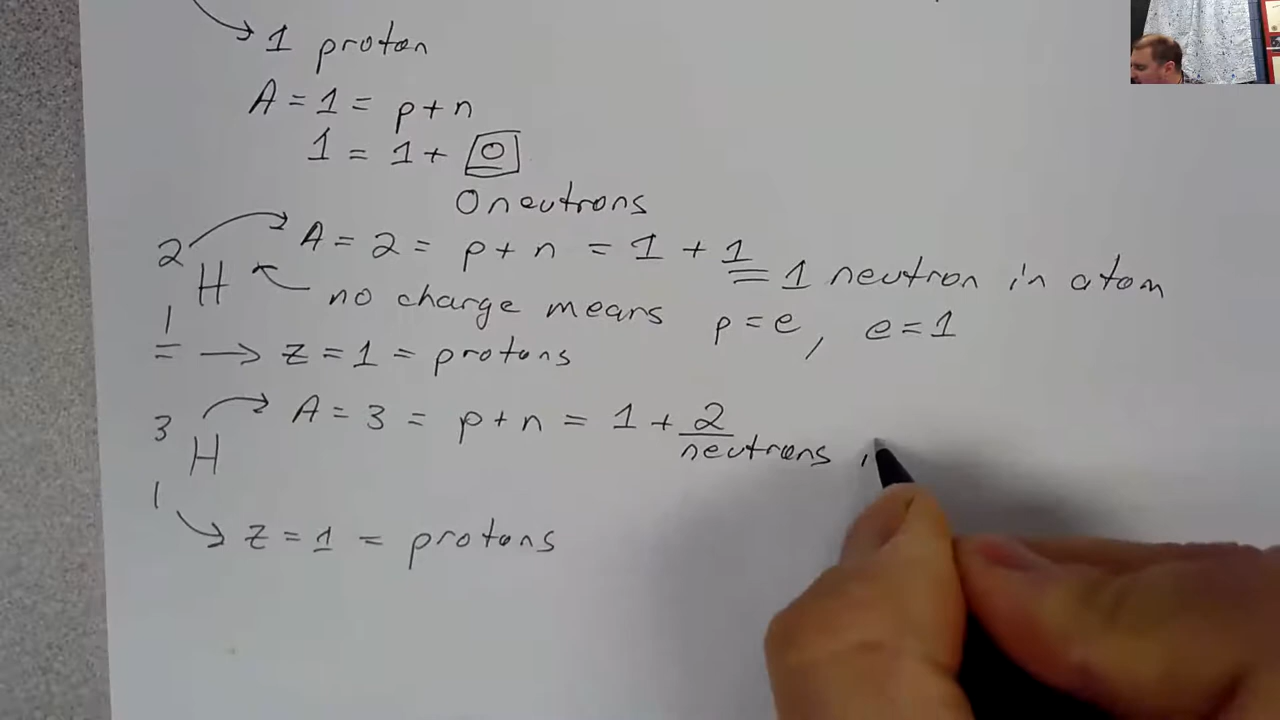 1 proton
A = 1 = p + n
1 = 1 + 0
0 neutrons
2 A = 2 = p + n = 1 + 1
H = 1 neutron in atom
no charge means p = e, e = 1
1 → z = 1 = protons
3 A = 3 = p + n = 1 + 2
H neutrons
1
z = 1 = protons